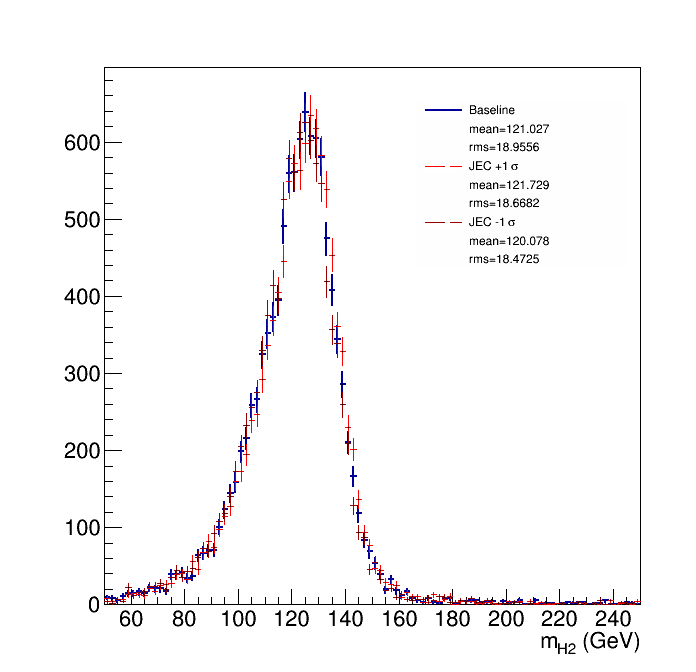 Baseline
mean=121.027
rms=18.9556
JEC +1 σ
mean=121.729
rms=18.6682
JEC -1 σ
mean=120.078
rms=18.4725
600
500
400
300
200
100
0
60 80 100 120 140 160 180 200 220 240
m_H2 (GeV)